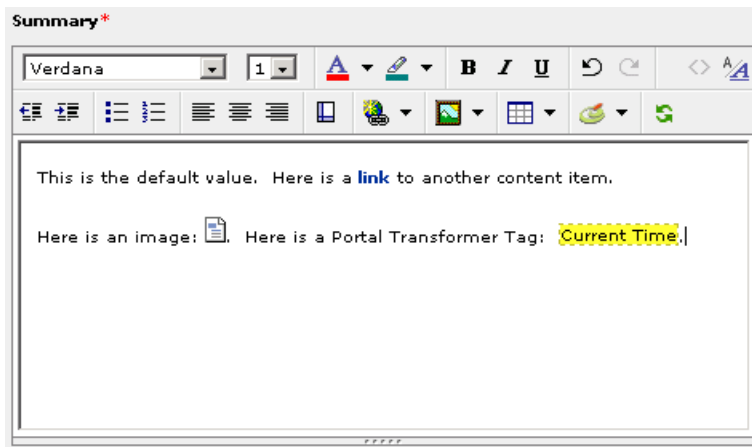 Summary*
Verdana 1 A B I U <> A/A
This is the default value. Here is a link to another content item.
Here is an image: . Here is a Portal Transformer Tag: Current Time.